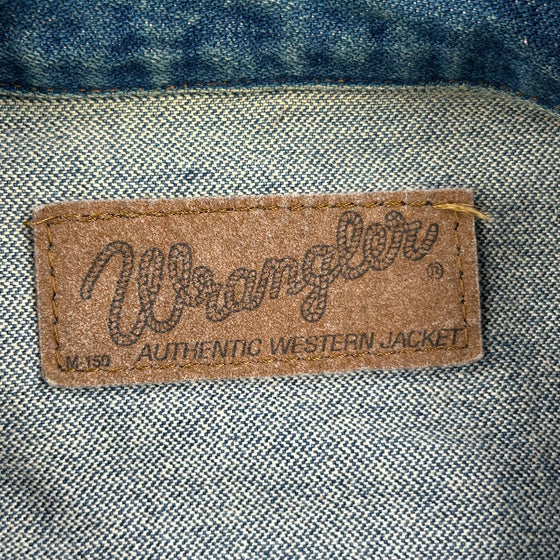 Wrangler®
M 150 AUTHENTIC WESTERN JACKET